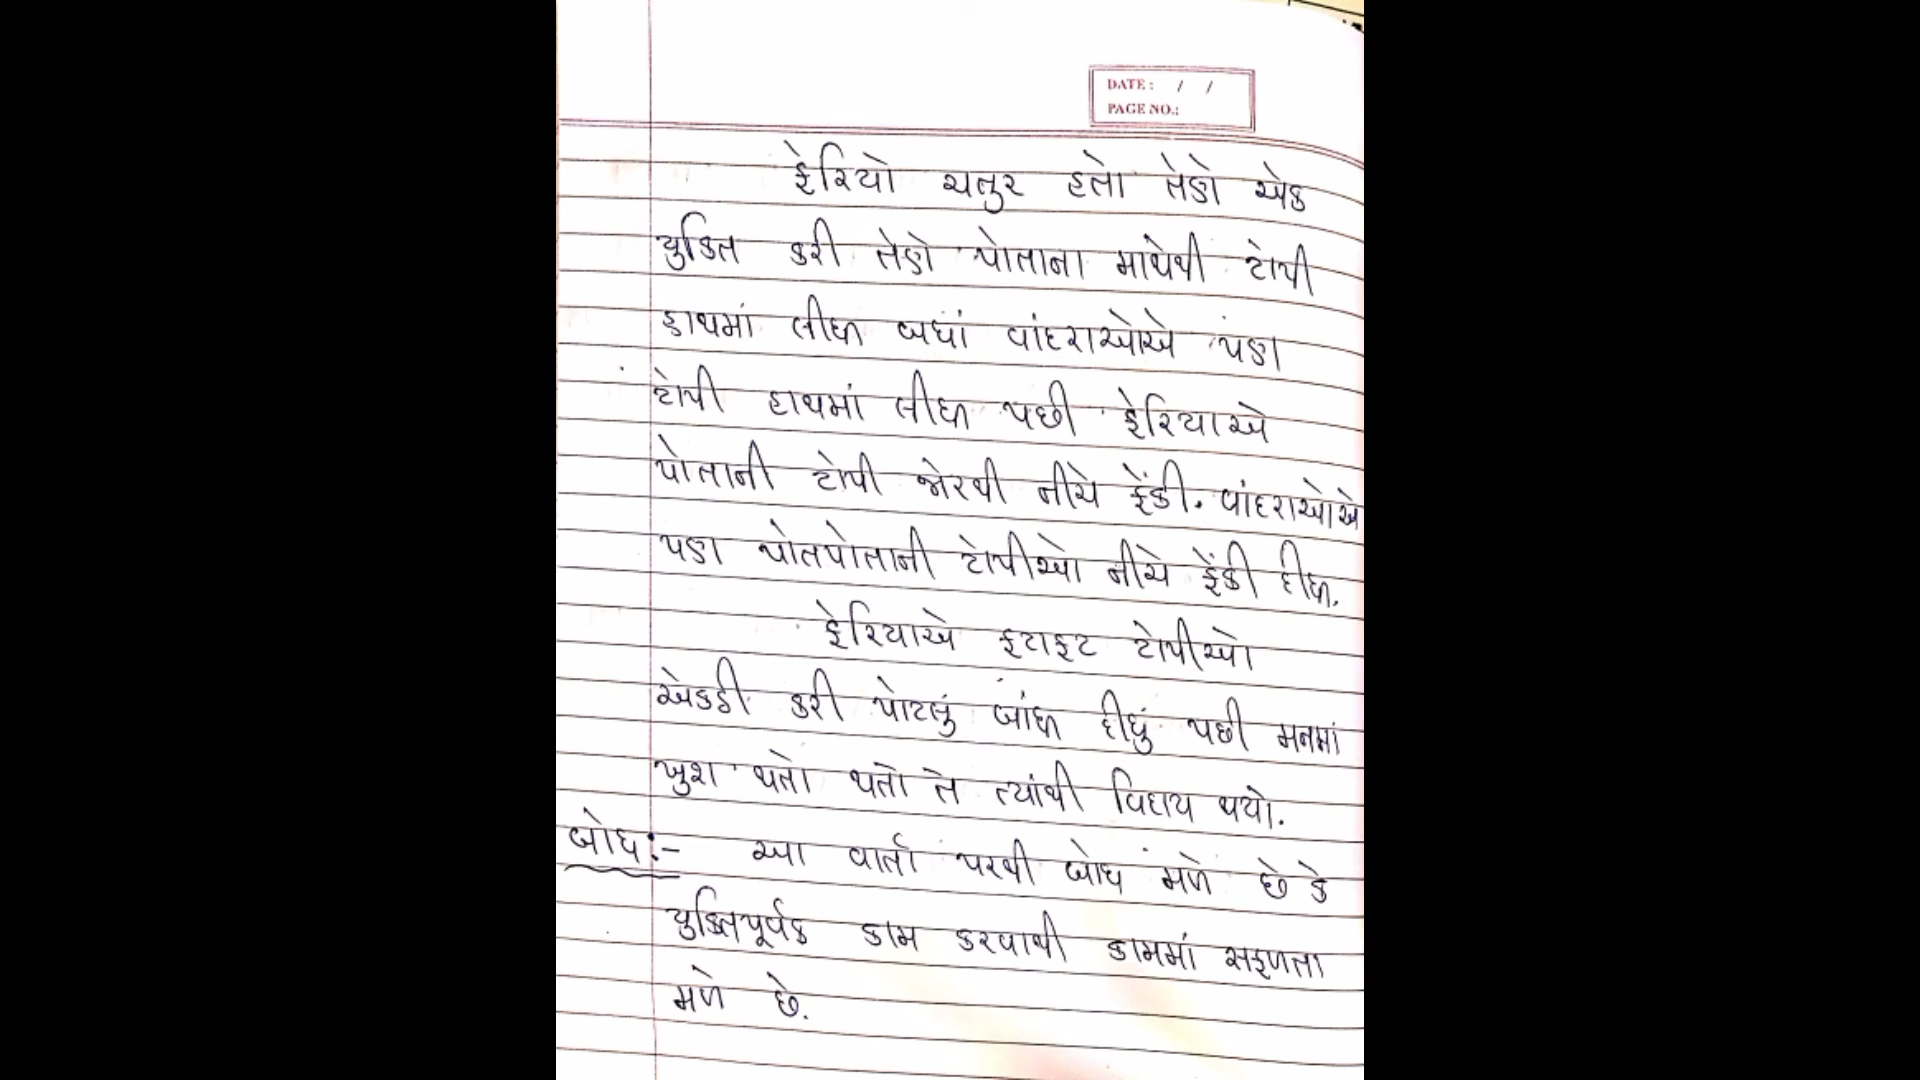 DATE: / /
PAGE NO.:
ફેરિયો ચતુર હતો તેણે એક
યુકિત કરી તેણે પોતાના માથેથી ટોપી
હાથમાં લીધી બધાં વાંદરાઓએ પણ
ટોપી હાથમાં લીધી પછી ફેરિયાએ
પોતાની ટોપી જોરથી નીચે ફેંકી. વાંદરાઓએ
પણ પોતપોતાની ટોપીઓ નીચે ફેંકી દીધી.
ફેરિયાએ ફટાફટ ટોપીઓ
એકઠી કરી પોટલું બાંધી દીધું પછી મનમાં
ખુશ થતો થતો તે ત્યાંથી વિદાય થયો.
બોધ:- આ વાર્તા પરથી બોધ મળે છે કે
યુક્તિપૂર્વક કામ કરવાથી કામમાં સફળતા
મળે છે.